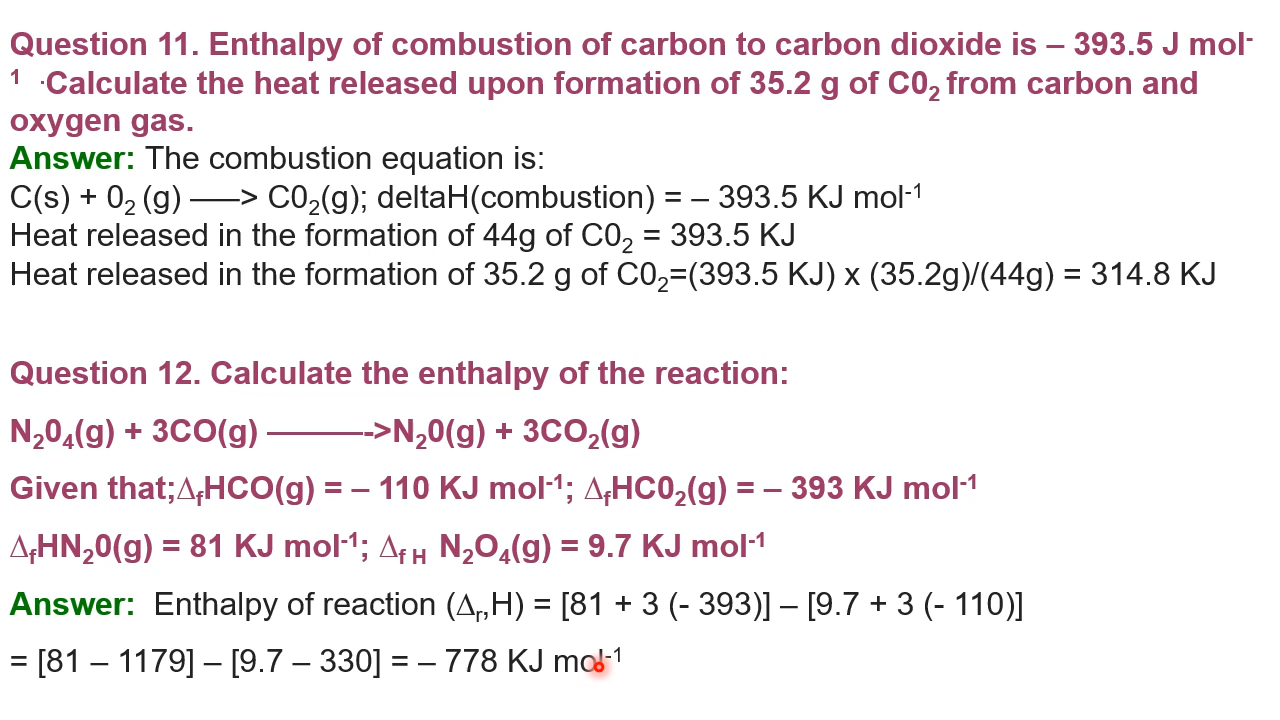 Question 11. Enthalpy of combustion of carbon to carbon dioxide is – 393.5 J mol-
1 ·Calculate the heat released upon formation of 35.2 g of C0₂ from carbon and
oxygen gas.
Answer: The combustion equation is:
C(s) + 0₂ (g) ——> C0₂(g); deltaH(combustion) = – 393.5 KJ mol⁻¹
Heat released in the formation of 44g of C0₂ = 393.5 KJ
Heat released in the formation of 35.2 g of C0₂=(393.5 KJ) x (35.2g)/(44g) = 314.8 KJ
Question 12. Calculate the enthalpy of the reaction:
N₂0₄(g) + 3CO(g) ———->N₂0(g) + 3CO₂(g)
Given that;ΔfHCO(g) = – 110 KJ mol⁻¹; ΔfHC0₂(g) = – 393 KJ mol⁻¹
ΔfHN₂0(g) = 81 KJ mol⁻¹; Δf H N₂O₄(g) = 9.7 KJ mol⁻¹
Answer: Enthalpy of reaction (Δr,H) = [81 + 3 (- 393)] – [9.7 + 3 (- 110)]
= [81 – 1179] – [9.7 – 330] = – 778 KJ mol⁻¹